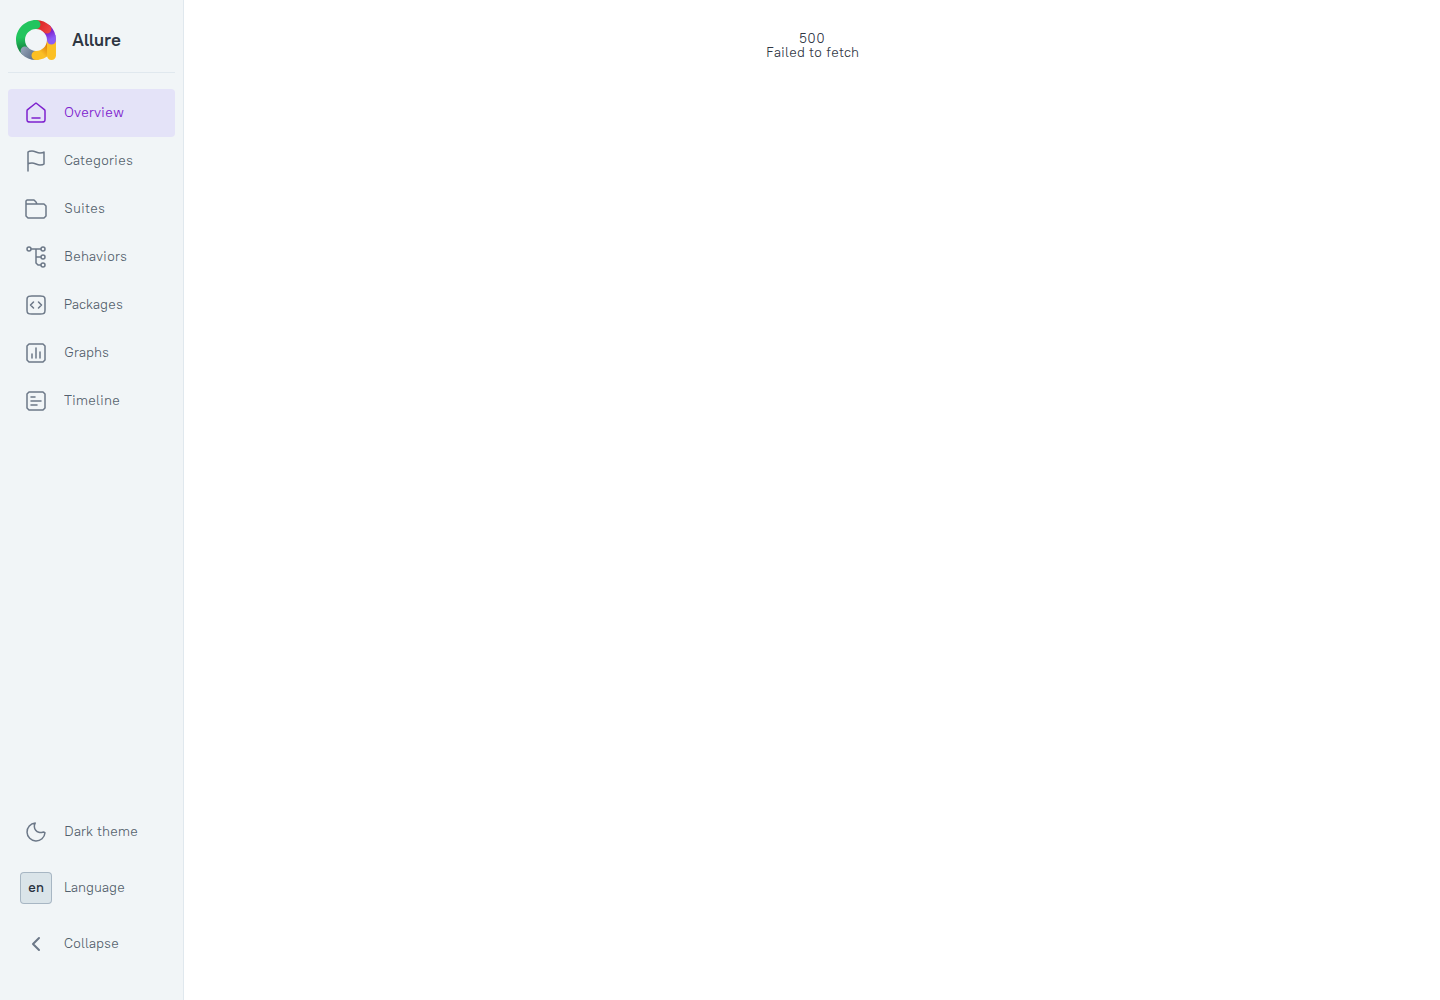 Allure
Overview
Categories
Suites
Behaviors
Packages
Graphs
Timeline
Dark theme
en Language
Collapse
500
Failed to fetch